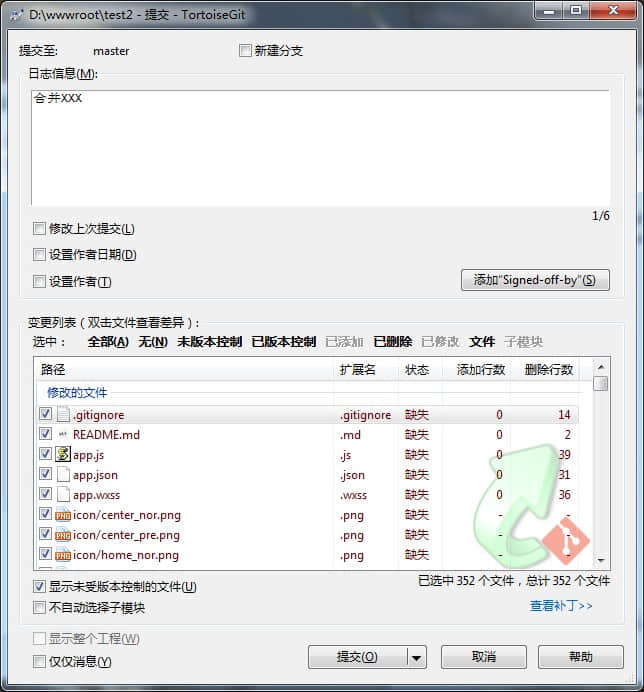 D:\wwwroot\test2 - 提交 - TortoiseGit
提交至: master 新建分支
日志信息(M):
合并XXX
1/6
修改上次提交(L)
设置作者日期(D)
设置作者(T) 添加"Signed-off-by"(S)
变更列表（双击文件查看差异）:
选中： 全部(A) 无(N) 未版本控制 已版本控制 已添加 已删除 已修改 文件 子模块
路径 扩展名 状态 添加行数 删除行数
修改的文件
.gitignore .gitignore 缺失 0 14
README.md .md 缺失 0 2
app.js .js 缺失 0 39
app.json .json 缺失 0 31
app.wxss .wxss 缺失 0 36
icon/center_nor.png .png 缺失 - -
icon/center_pre.png .png 缺失 - -
icon/home_nor.png .png 缺失 - -
显示未受版本控制的文件(U) 已选中 352 个文件，总计 352 个文件
不自动选择子模块 查看补丁>>
显示整个工程(W)
仅仅消息(Y) 提交(O) 取消 帮助